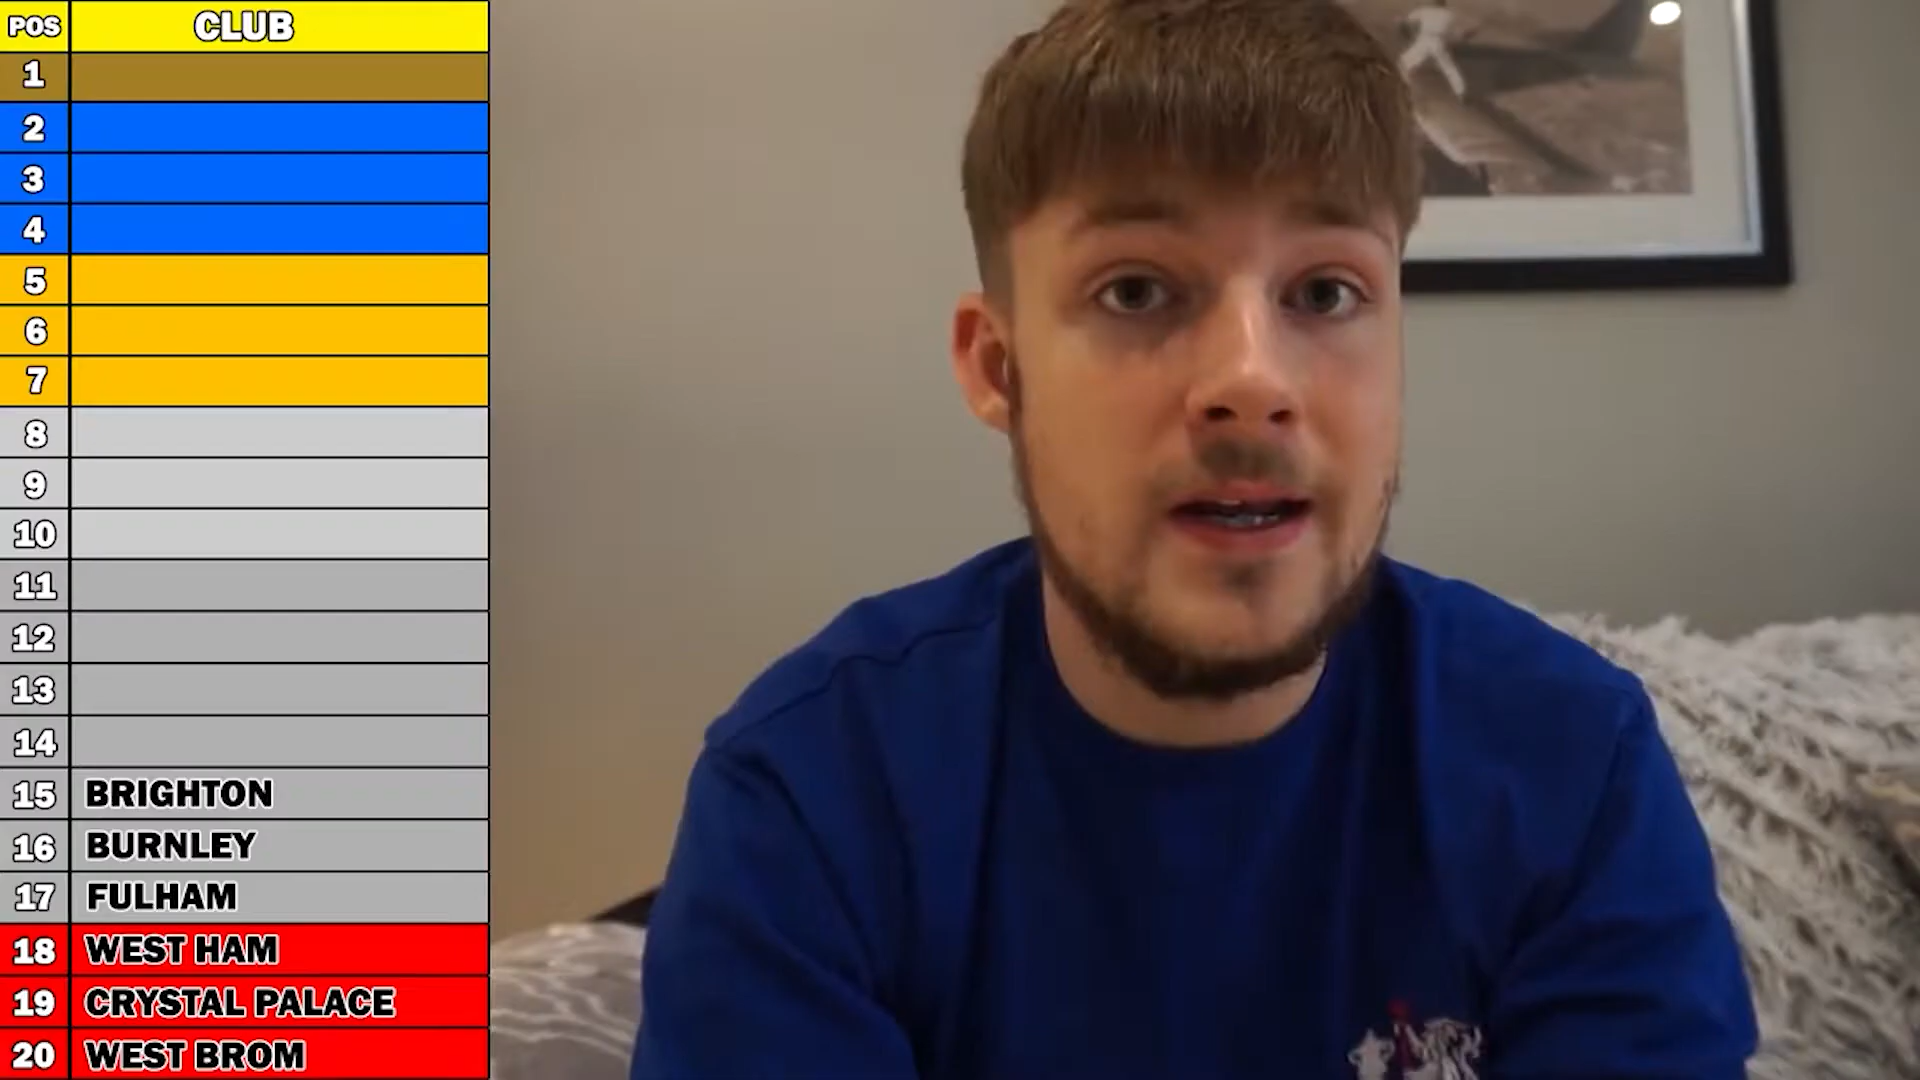 POS CLUB
1
2
3
4
5
6
7
8
9
10
11
12
13
14
15 BRIGHTON
16 BURNLEY
17 FULHAM
18 WEST HAM
19 CRYSTAL PALACE
20 WEST BROM